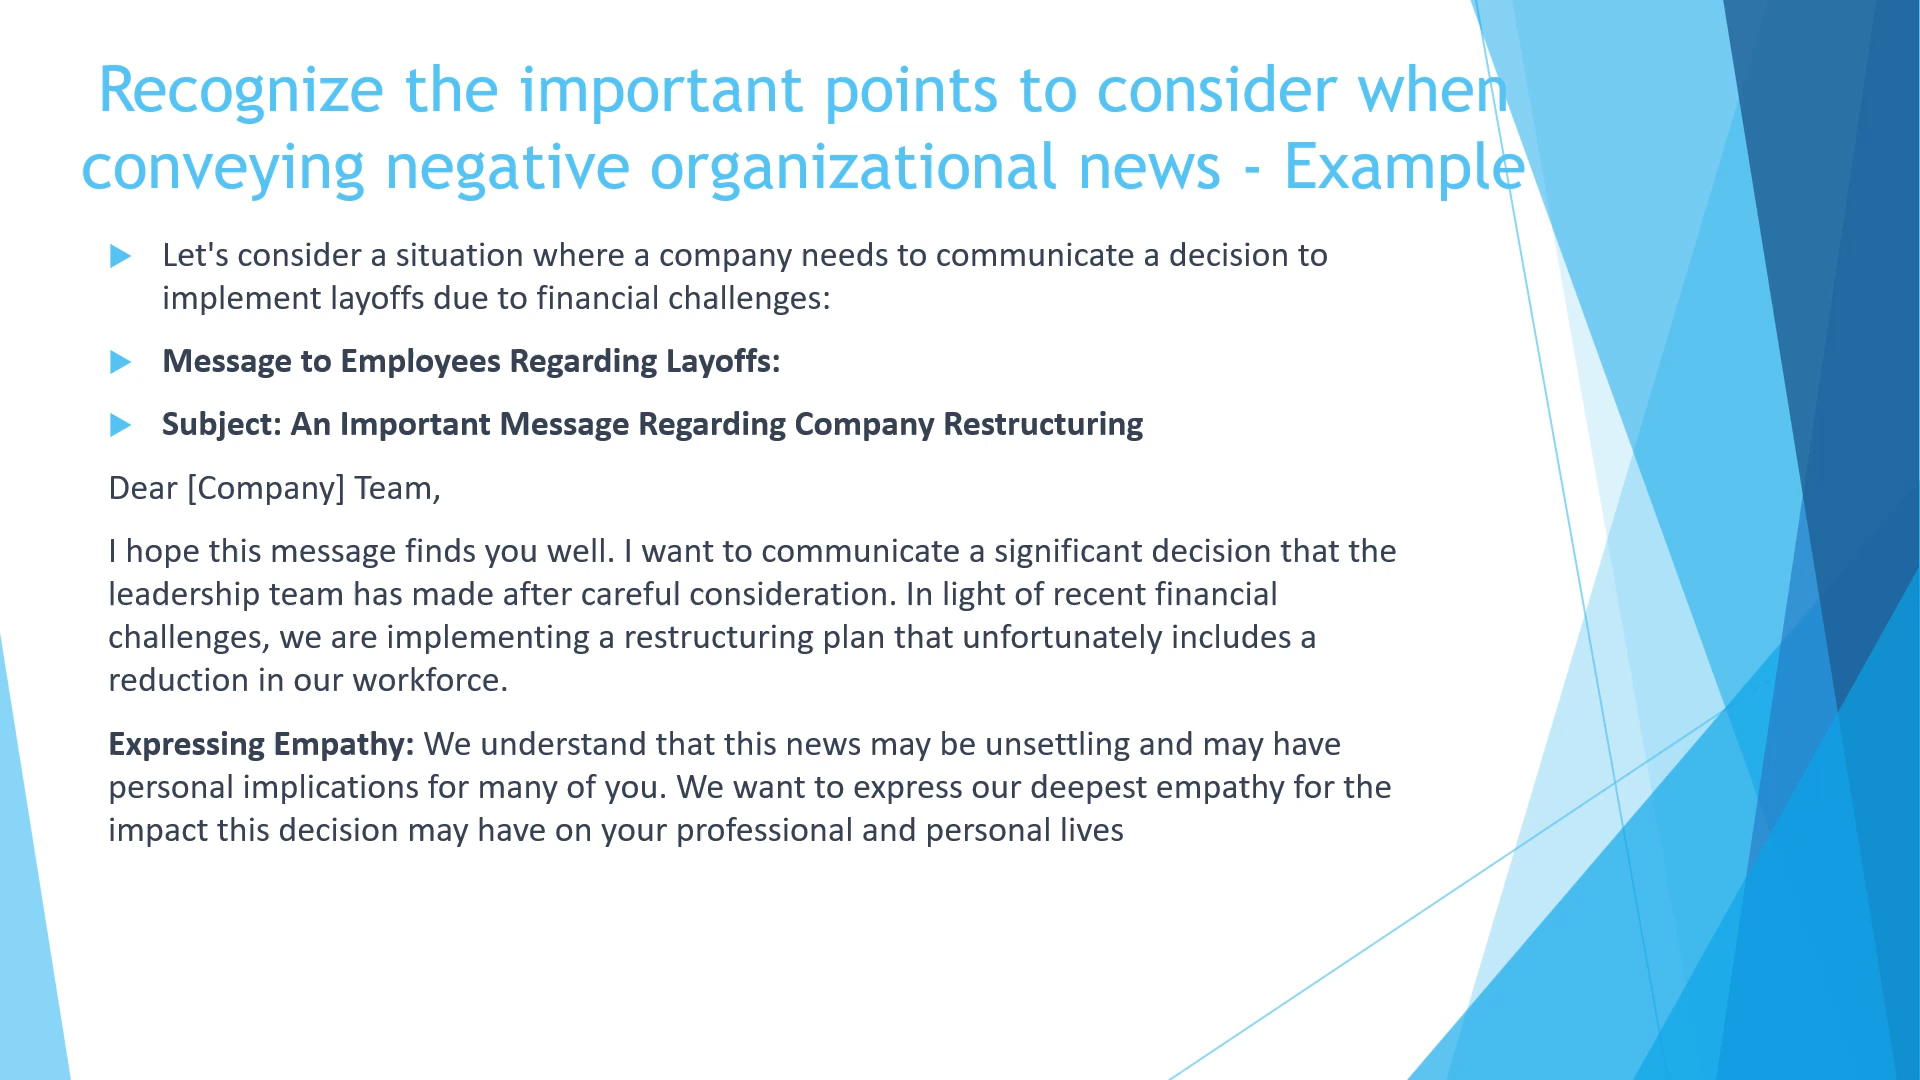 Recognize the important points to consider when
conveying negative organizational news - Example
Let's consider a situation where a company needs to communicate a decision to
implement layoffs due to financial challenges:
Message to Employees Regarding Layoffs:
Subject: An Important Message Regarding Company Restructuring
Dear [Company] Team,
I hope this message finds you well. I want to communicate a significant decision that the
leadership team has made after careful consideration. In light of recent financial
challenges, we are implementing a restructuring plan that unfortunately includes a
reduction in our workforce.
Expressing Empathy: We understand that this news may be unsettling and may have
personal implications for many of you. We want to express our deepest empathy for the
impact this decision may have on your professional and personal lives